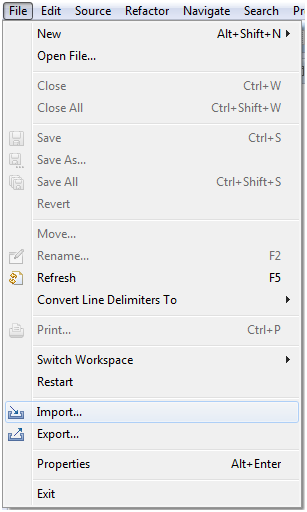 File Edit Source Refactor Navigate Search
New Alt+Shift+N
Open File...
Close Ctrl+W
Close All Ctrl+Shift+W
Save Ctrl+S
Save As...
Save All Ctrl+Shift+S
Revert
Move...
Rename... F2
Refresh F5
Convert Line Delimiters To
Print... Ctrl+P
Switch Workspace
Restart
Import...
Export...
Properties Alt+Enter
Exit